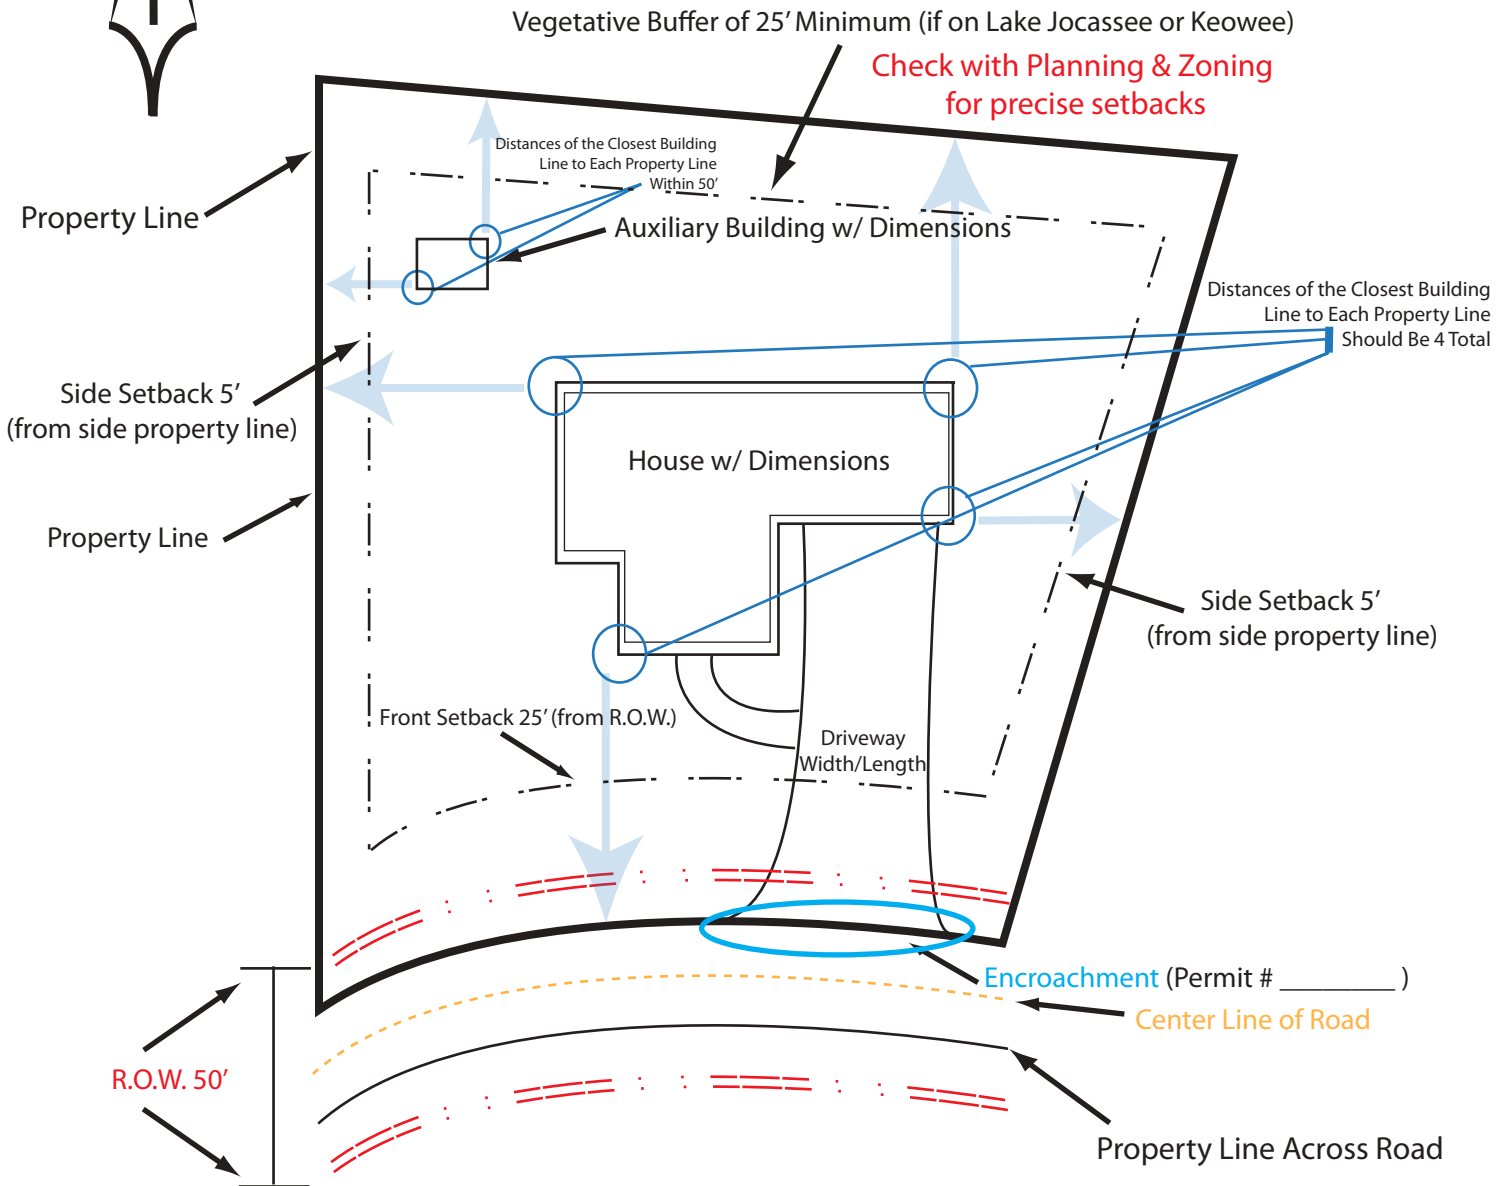 Vegetative Buffer of 25' Minimum (if on Lake Jocassee or Keowee)
Check with Planning & Zoning
for precise setbacks
Distances of the Closest Building
Line to Each Property Line
Within 50'
Property Line
Auxiliary Building w/ Dimensions
Distances of the Closest Building
Line to Each Property Line
Should Be 4 Total
Side Setback 5'
(from side property line)
House w/ Dimensions
Property Line
Side Setback 5'
(from side property line)
Front Setback 25' (from R.O.W.)
Driveway
Width/Length
Encroachment (Permit # ________ )
Center Line of Road
R.O.W. 50'
Property Line Across Road